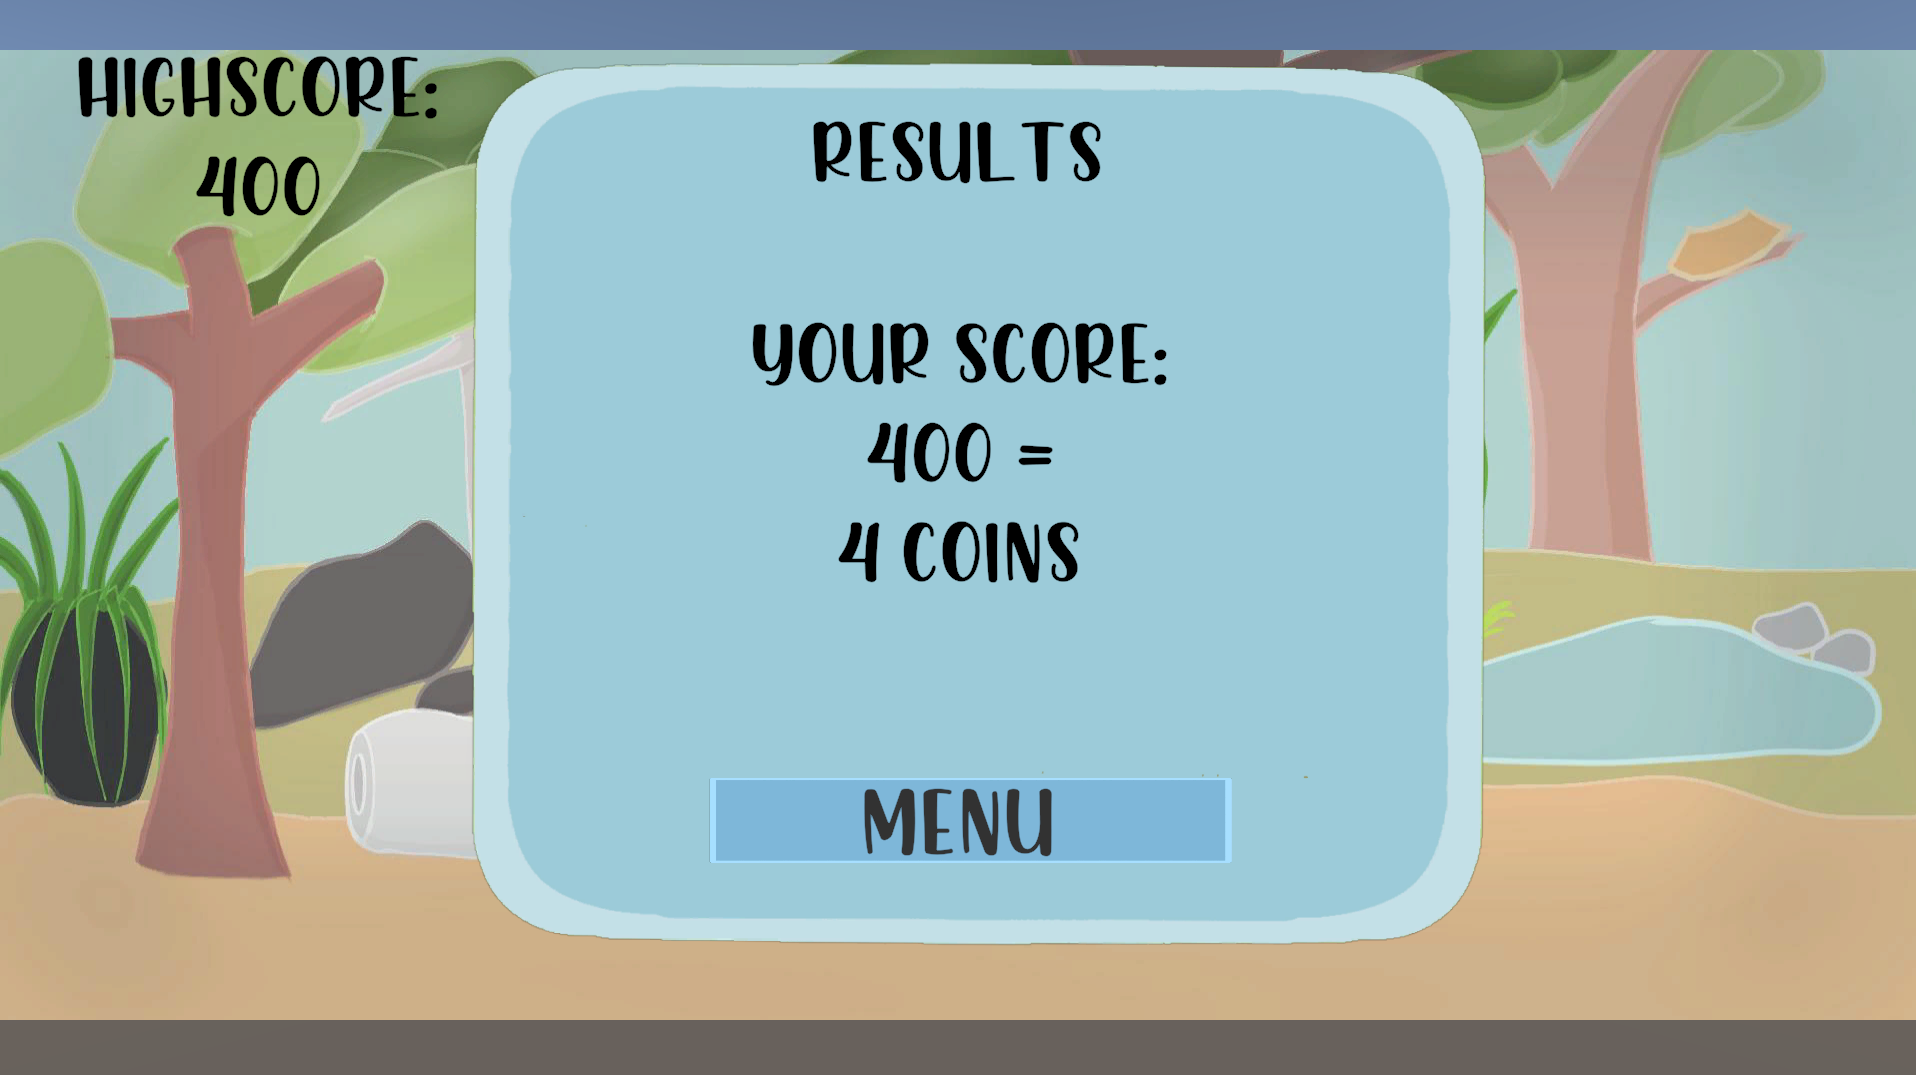 HIGHSCORE:
400
RESULTS
YOUR SCORE:
400 =
4 COINS
MENU